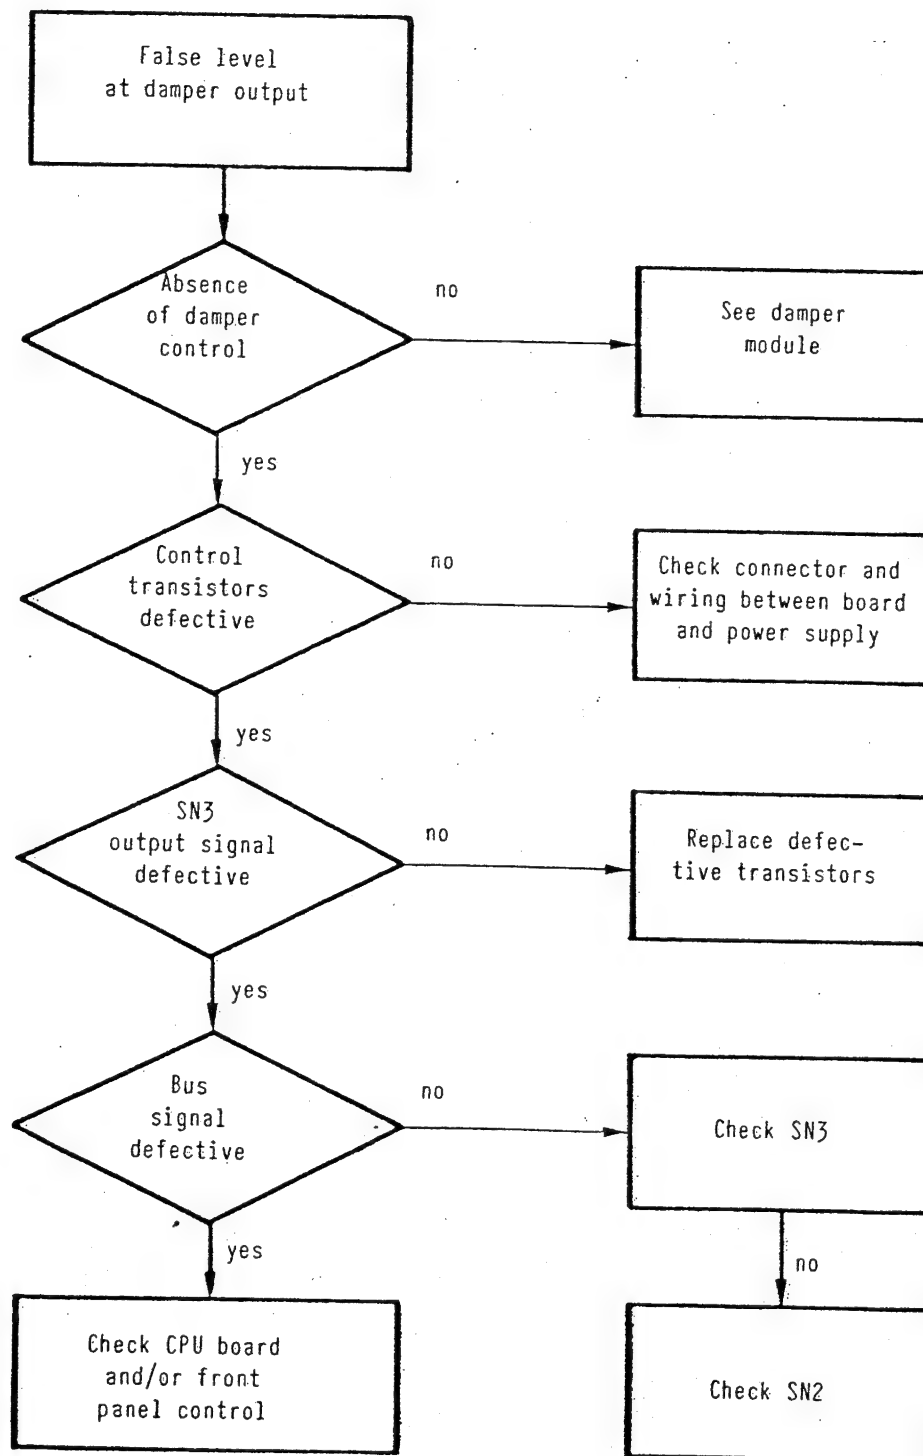 False level
at damper output
Absence
of damper
control
no
See damper
module
yes
Control
transistors
defective
no
Check connector and
wiring between board
and power supply
yes
SN3
output signal
defective
no
Replace defec-
tive transistors
yes
Bus
signal
defective
no
Check SN3
yes
no
Check CPU board
and/or front
panel control
Check SN2